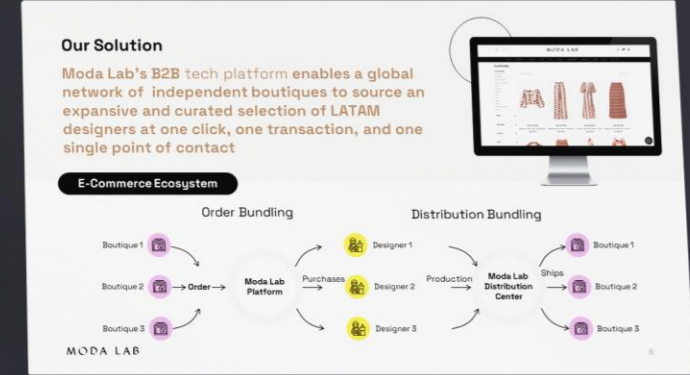 Our Solution
MODA LAB
Moda Lab's B2B tech platform enables a global
network of independent boutiques to source an
expansive and curated selection of LATAM
designers at one click, one transaction, and one
single point of contact
E-Commerce Ecosystem
Order Bundling
Distribution Bundling
Boutique 1
Designer 1
Boutique 1
Boutique 2
Order
Moda Lab
Platform
Purchases
Designer 2
Production
Moda Lab
Distribution
Center
Ships
Boutique 2
Boutique 3
Designer 3
Boutique 3
MODA LAB